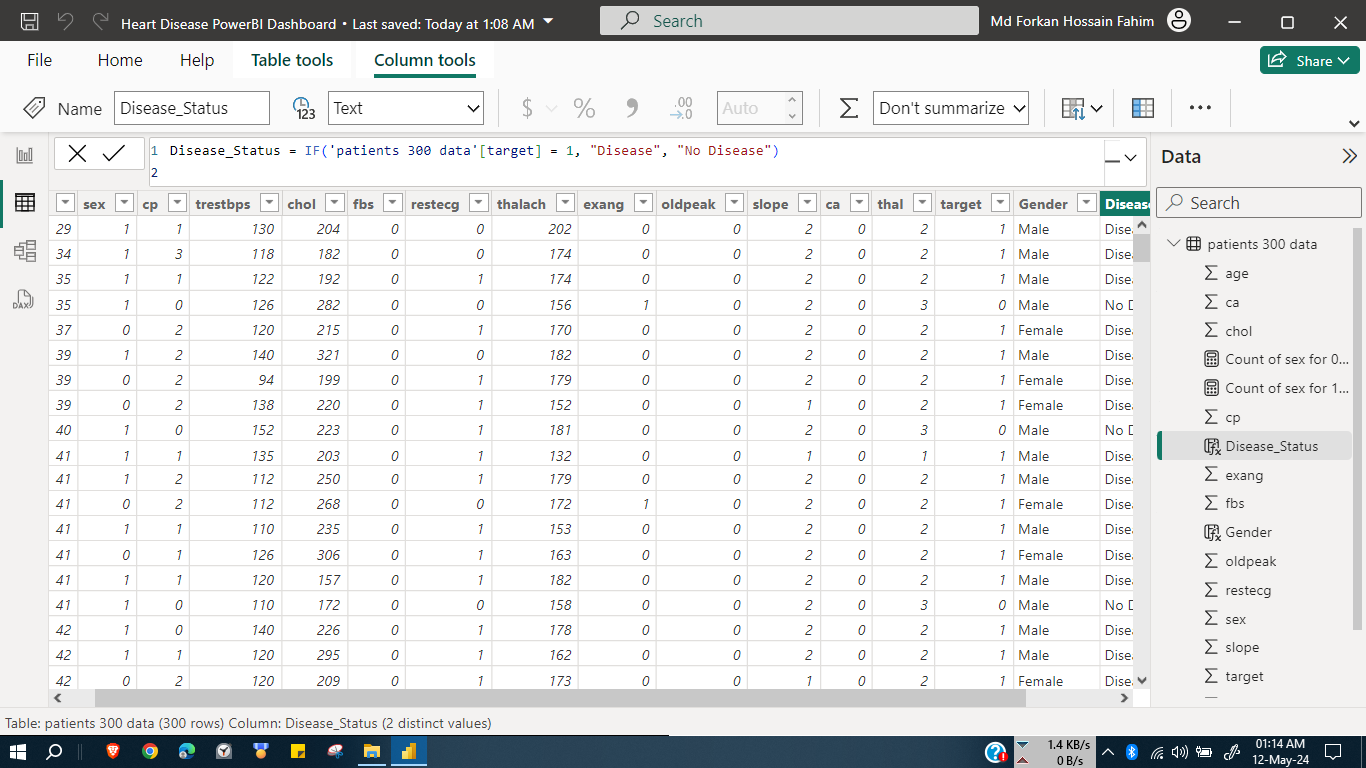 Heart Disease PowerBI Dashboard • Last saved: Today at 1:08 AM
Search
Md Forkan Hossain Fahim
File Home Help Table tools Column tools
Share
Name Disease_Status
123 Text
$ % 9 .00 →.0 Auto
Σ Don't summarize
1 Disease_Status = IF('patients 300 data'[target] = 1, "Disease", "No Disease")
2
sex cp trestbps chol fbs restecg thalach exang oldpeak slope ca thal target Gender Disease
29 1 1 130 204 0 0 202 0 0 2 0 2 1 Male Dise
34 1 3 118 182 0 0 174 0 0 2 0 2 1 Male Dise
35 1 1 122 192 0 1 174 0 0 2 0 2 1 Male Dise
35 1 0 126 282 0 0 156 1 0 2 0 3 0 Male No D
37 0 2 120 215 0 1 170 0 0 2 0 2 1 Female Dise
39 1 2 140 321 0 0 182 0 0 2 0 2 1 Male Dise
39 0 2 94 199 0 1 179 0 0 2 0 2 1 Female Dise
39 0 2 138 220 0 1 152 0 0 1 0 2 1 Female Dise
40 1 0 152 223 0 1 181 0 0 2 0 3 0 Male No D
41 1 1 135 203 0 1 132 0 0 1 0 1 1 Male Dise
41 1 2 112 250 0 1 179 0 0 2 0 2 1 Male Dise
41 0 2 112 268 0 0 172 1 0 2 0 2 1 Female Dise
41 1 1 110 235 0 1 153 0 0 2 0 2 1 Male Dise
41 0 1 126 306 0 1 163 0 0 2 0 2 1 Female Dise
41 1 1 120 157 0 1 182 0 0 2 0 2 1 Male Dise
41 1 0 110 172 0 0 158 0 0 2 0 3 0 Male No D
42 1 0 140 226 0 1 178 0 0 2 0 2 1 Male Dise
42 1 1 120 295 0 1 162 0 0 2 0 2 1 Male Dise
42 0 2 120 209 0 1 173 0 0 1 0 2 1 Female Dise
Data
Search
patients 300 data
Σ age
Σ ca
Σ chol
Count of sex for 0...
Count of sex for 1...
Σ cp
Disease_Status
Σ exang
Σ fbs
Gender
Σ oldpeak
Σ restecg
Σ sex
Σ slope
Σ target
DAX
Table: patients 300 data (300 rows) Column: Disease_Status (2 distinct values)
1.4 KB/s
0 B/s
01:14 AM
12-May-24